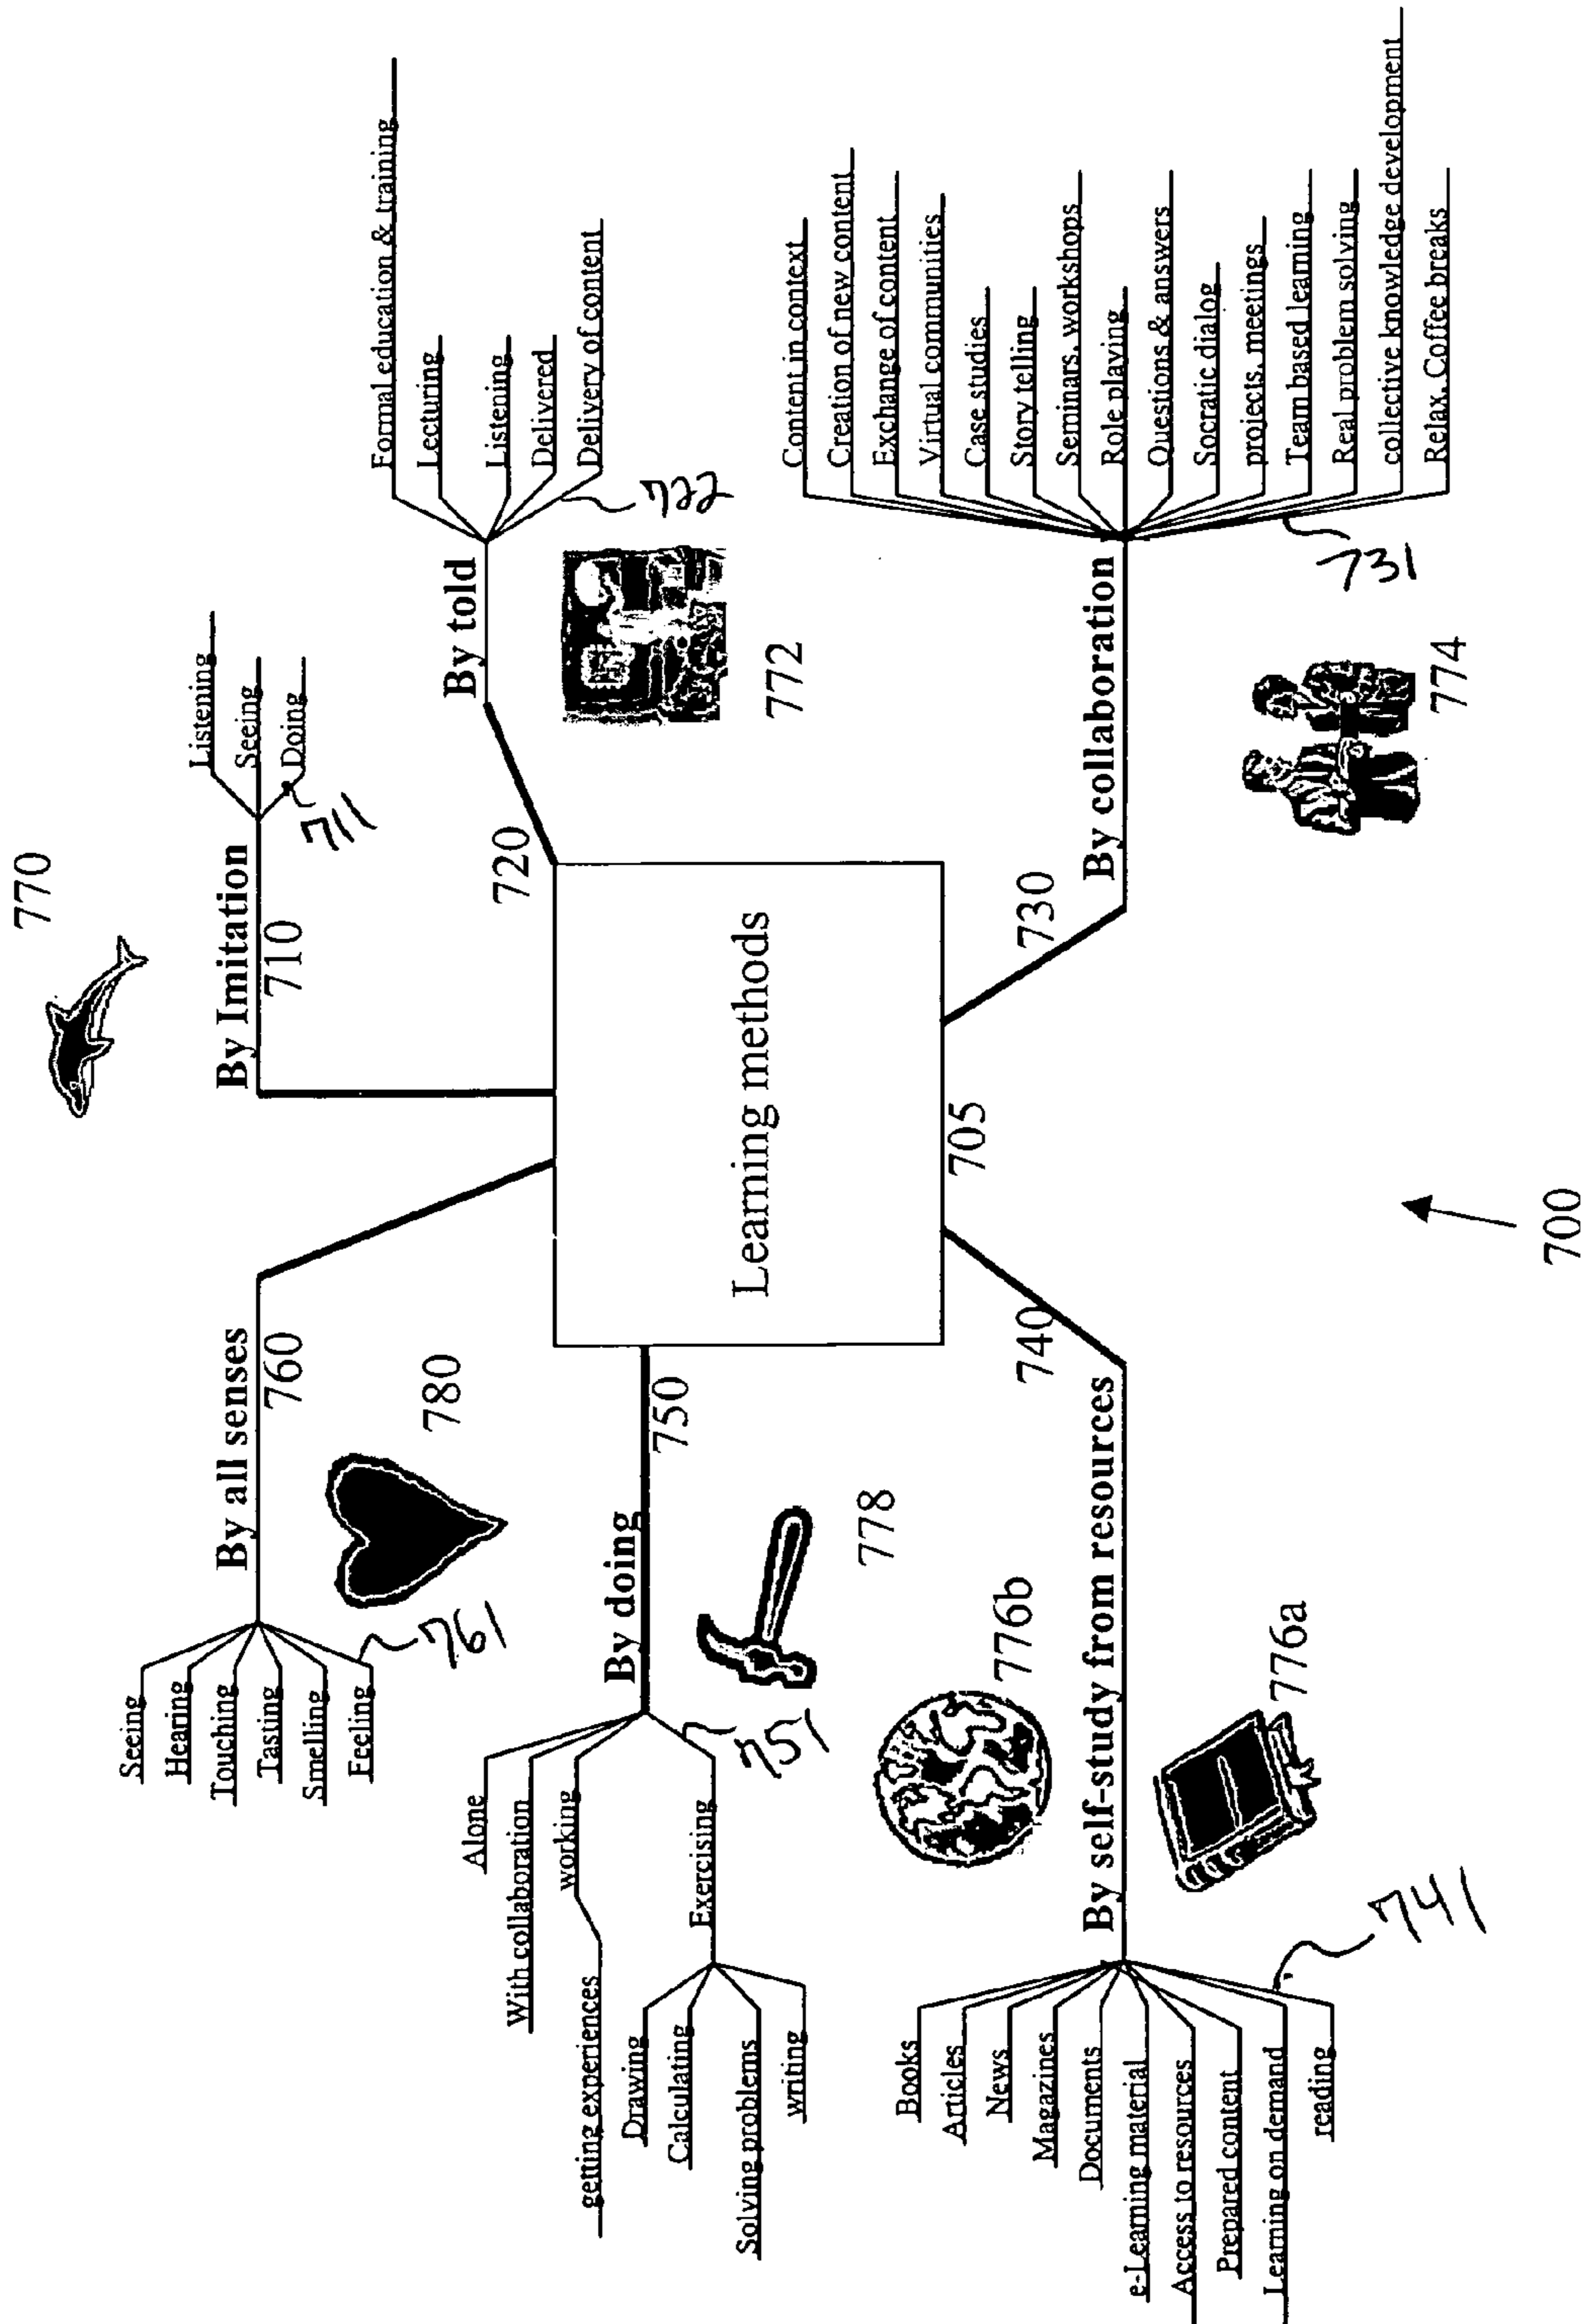 770
By Imitation
710
Listening
Seeing
Doing
711
By told
720
Formal education & training
Lecturing
Listening
Delivered
Delivery of content
772
By all senses
760
Seeing
Hearing
Touching
Tasting
Smelling
Feeling
761
780
Learning methods
705
By doing
750
Alone
With collaboration
working
getting experiences
Exercising
Drawing
Calculating
Solving problems
writing
751
778
By collaboration
730
Content in context
Creation of new content
Exchange of content
Virtual communities
Case studies
Story telling
Seminars, workshops
Role playing
Questions & answers
Socratic dialog
projects, meetings
Team based learning
Real problem solving
collective knowledge development
Relax, Coffee breaks
731
774
By self-study from resources
740
776b
776a
Books
Articles
News
Magazines
Documents
e-Learning material
Access to resources
Prepared content
Learning on demand
reading
741
700